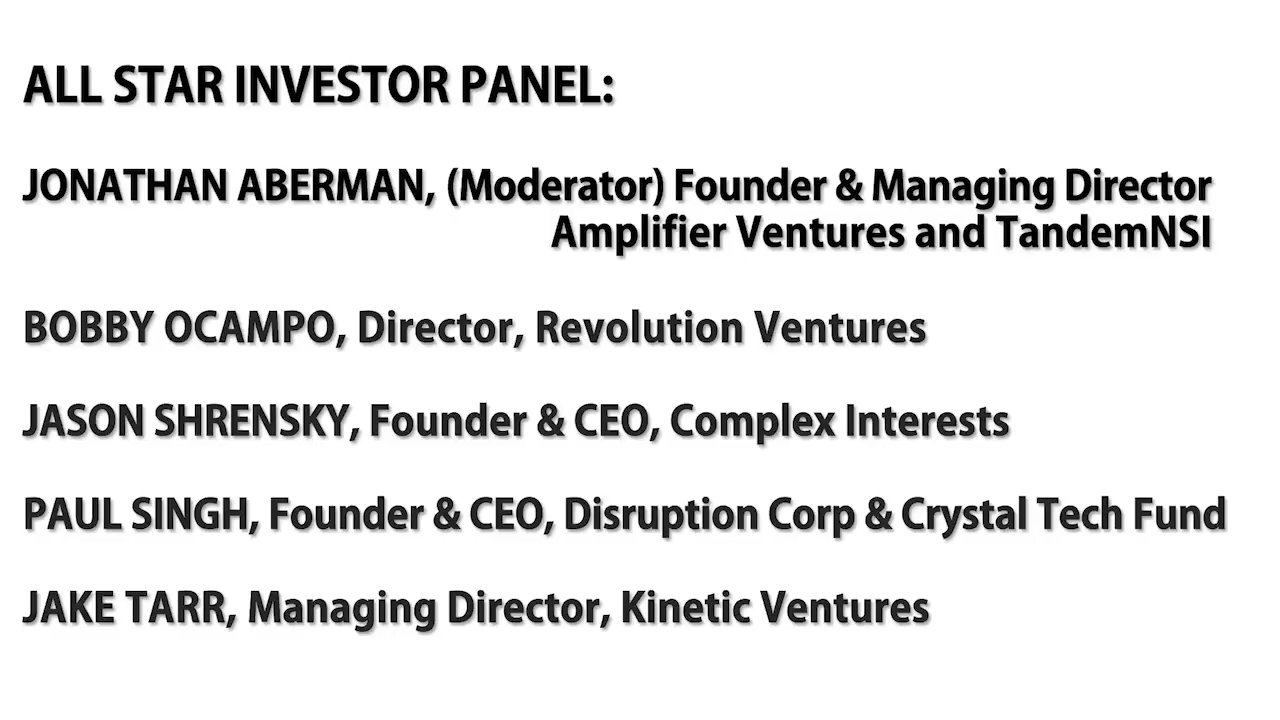 ALL STAR INVESTOR PANEL:
JONATHAN ABERMAN, (Moderator) Founder & Managing Director
Amplifier Ventures and TandemNSI
BOBBY OCAMPO, Director, Revolution Ventures
JASON SHRENSKY, Founder & CEO, Complex Interests
PAUL SINGH, Founder & CEO, Disruption Corp & Crystal Tech Fund
JAKE TARR, Managing Director, Kinetic Ventures